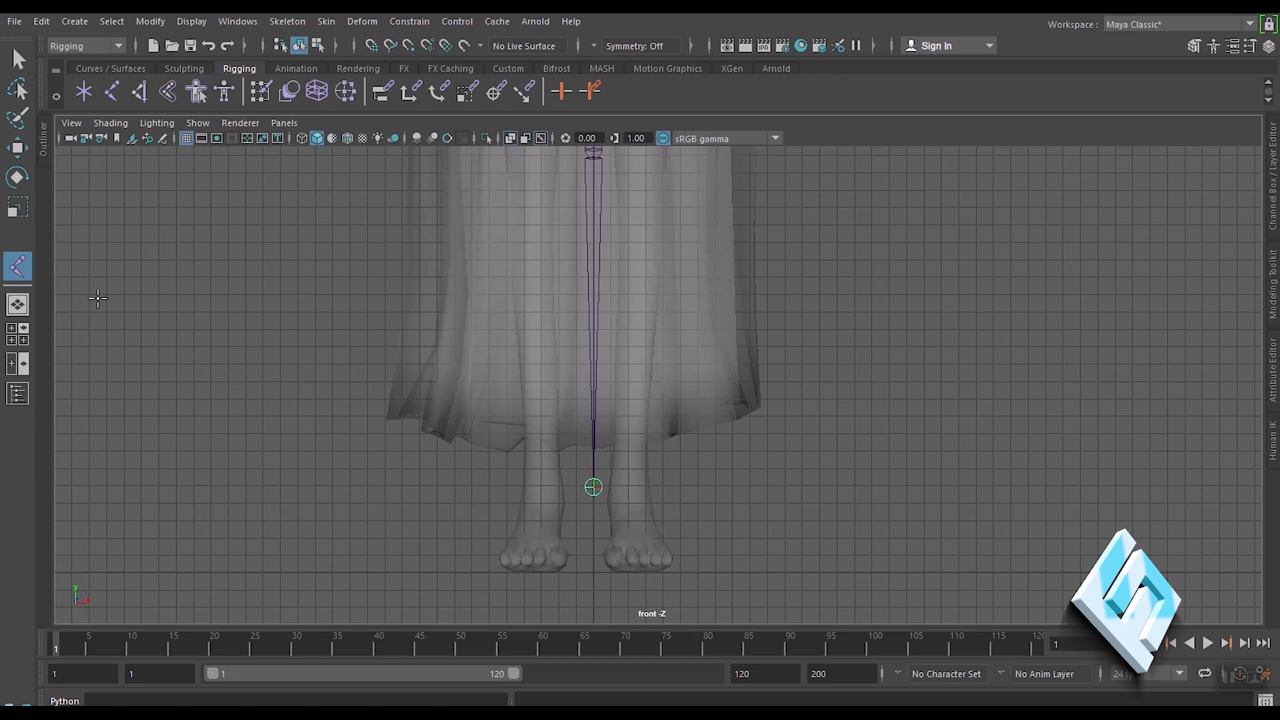 File Edit Create Select Modify Display Windows Skeleton Skin Deform Constrain Control Cache Arnold Help
Workspace : Maya Classic*
Rigging No Live Surface Symmetry: Off Sign In
Curves / Surfaces Sculpting Rigging Animation Rendering FX FX Caching Custom Bifrost MASH Motion Graphics XGen Arnold
View Shading Lighting Show Renderer Panels
0.00 1.00 sRGB gamma
Outliner
Channel Box / Layer Editor
Modeling Toolkit
Attribute Editor
Human IK
y
front -Z
5 10 15 20 25 30 35 40 45 50 55 60 65 70 75 80 85 90 95 100 105 110 115 120
1 1
1 1 1 120 120 200 No Character Set No Anim Layer 24
Python